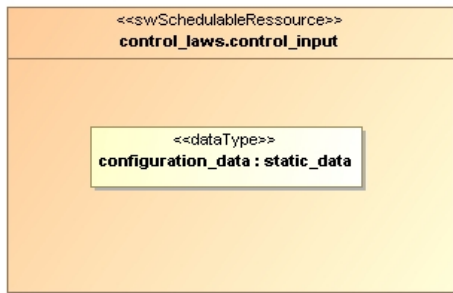 <<swSchedulableRessource>>
control_laws.control_input
<<dataType>>
configuration_data : static_data